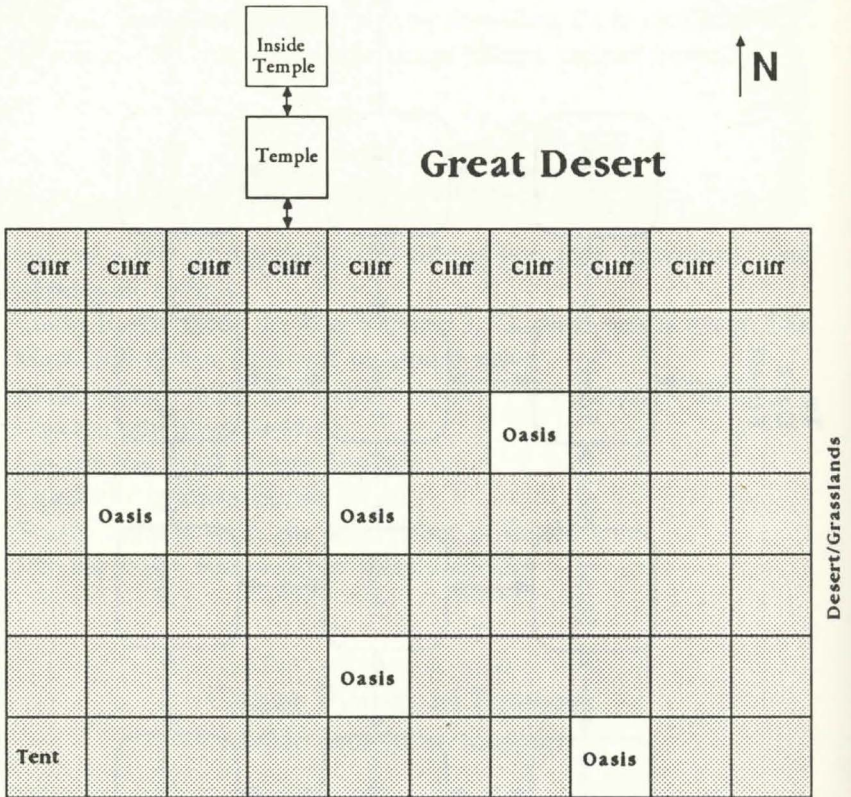 Inside
Temple
N
Temple
Great Desert
Cliff Cliff Cliff Cliff Cliff Cliff Cliff Cliff Cliff Cliff
Oasis
Oasis Oasis
Desert/Grasslands
Oasis
Tent Oasis